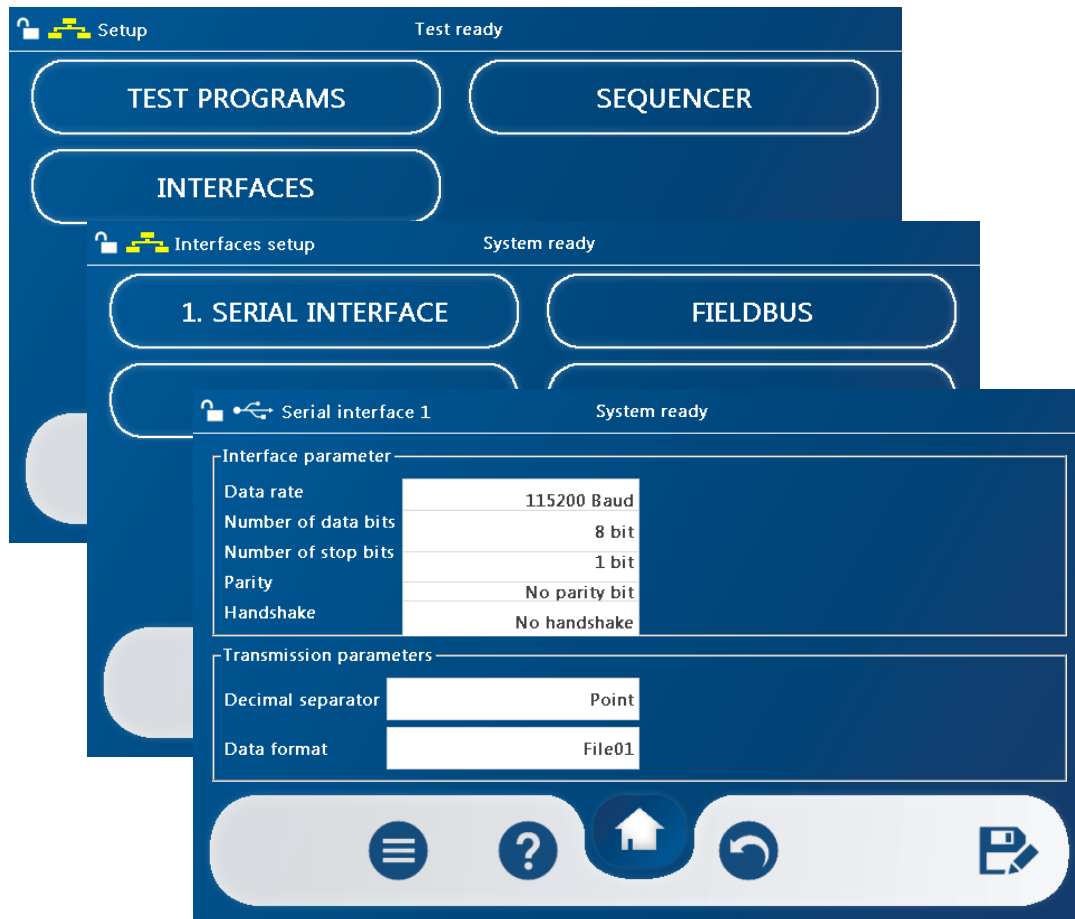 Setup Test ready
TEST PROGRAMS SEQUENCER
INTERFACES
Interfaces setup System ready
1. SERIAL INTERFACE FIELDBUS
Serial interface 1 System ready
Interface parameter
Data rate 115200 Baud
Number of data bits 8 bit
Number of stop bits 1 bit
Parity No parity bit
Handshake No handshake
Transmission parameters
Decimal separator Point
Data format File01
?